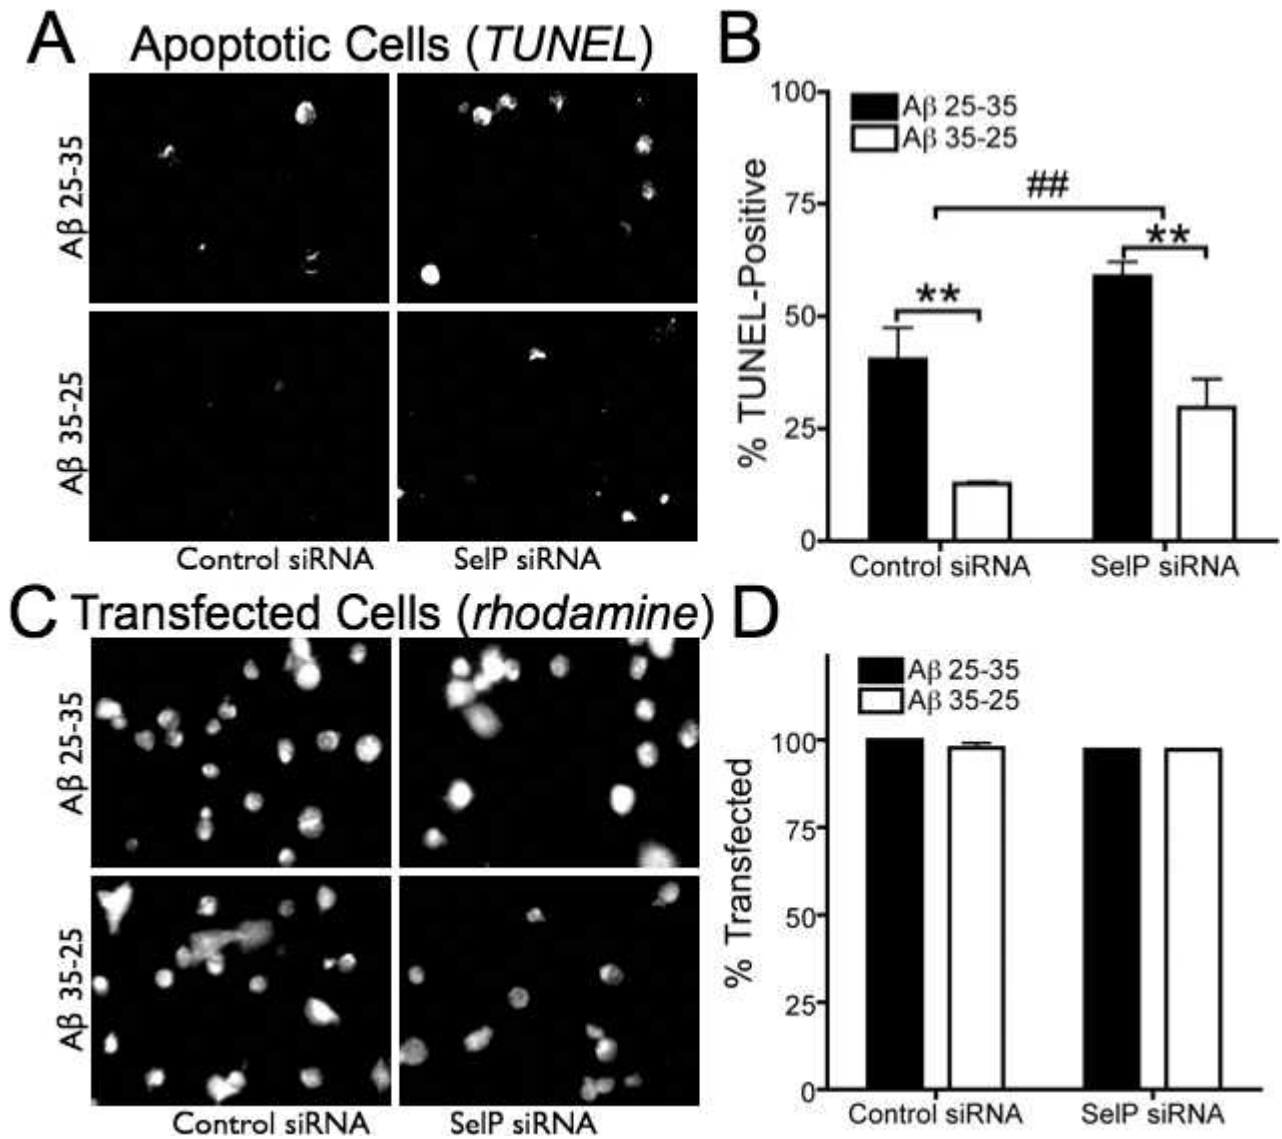 A Apoptotic Cells (TUNEL)
Aβ 25-35
Aβ 35-25
Control siRNA SelP siRNA
B
% TUNEL-Positive
100
75
50
25
0
Aβ 25-35
Aβ 35-25
##
**
**
Control siRNA SelP siRNA
C Transfected Cells (rhodamine)
Aβ 25-35
Aβ 35-25
Control siRNA SelP siRNA
D
% Transfected
100
75
50
25
0
Aβ 25-35
Aβ 35-25
Control siRNA SelP siRNA